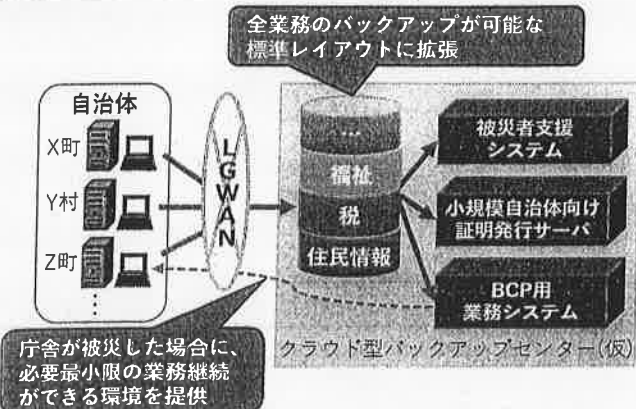 全業務のバックアップが可能な
標準レイアウトに拡張
自治体
X町
Y村
Z町
⋮
LGWAN
…
福祉
税
住民情報
被災者支援
システム
小規模自治体向け
証明発行サーバ
BCP用
業務システム
クラウド型バックアップセンター(仮)
庁舎が被災した場合に、
必要最小限の業務継続
ができる環境を提供